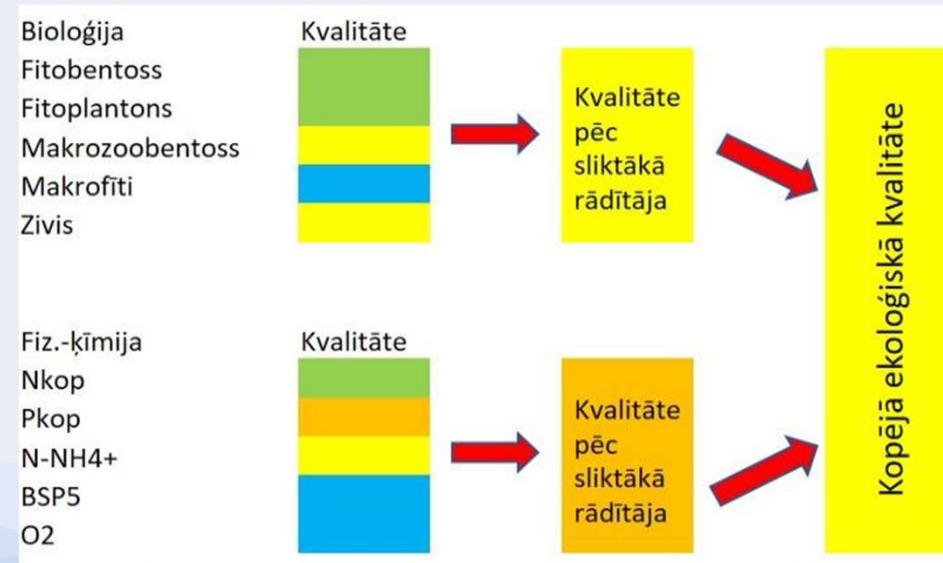 Bioloģija
Kvalitāte
Fitobentoss
Fitoplantons
Makrozoobentoss
Makrofīti
Zivis
Kvalitāte
pēc
sliktākā
rādītāja
Fiz.-ķīmija
Kvalitāte
Nkop
Pkop
N-NH4+
BSP5
O2
Kvalitāte
pēc
sliktākā
rādītāja
Kopējā ekoloģiskā kvalitāte